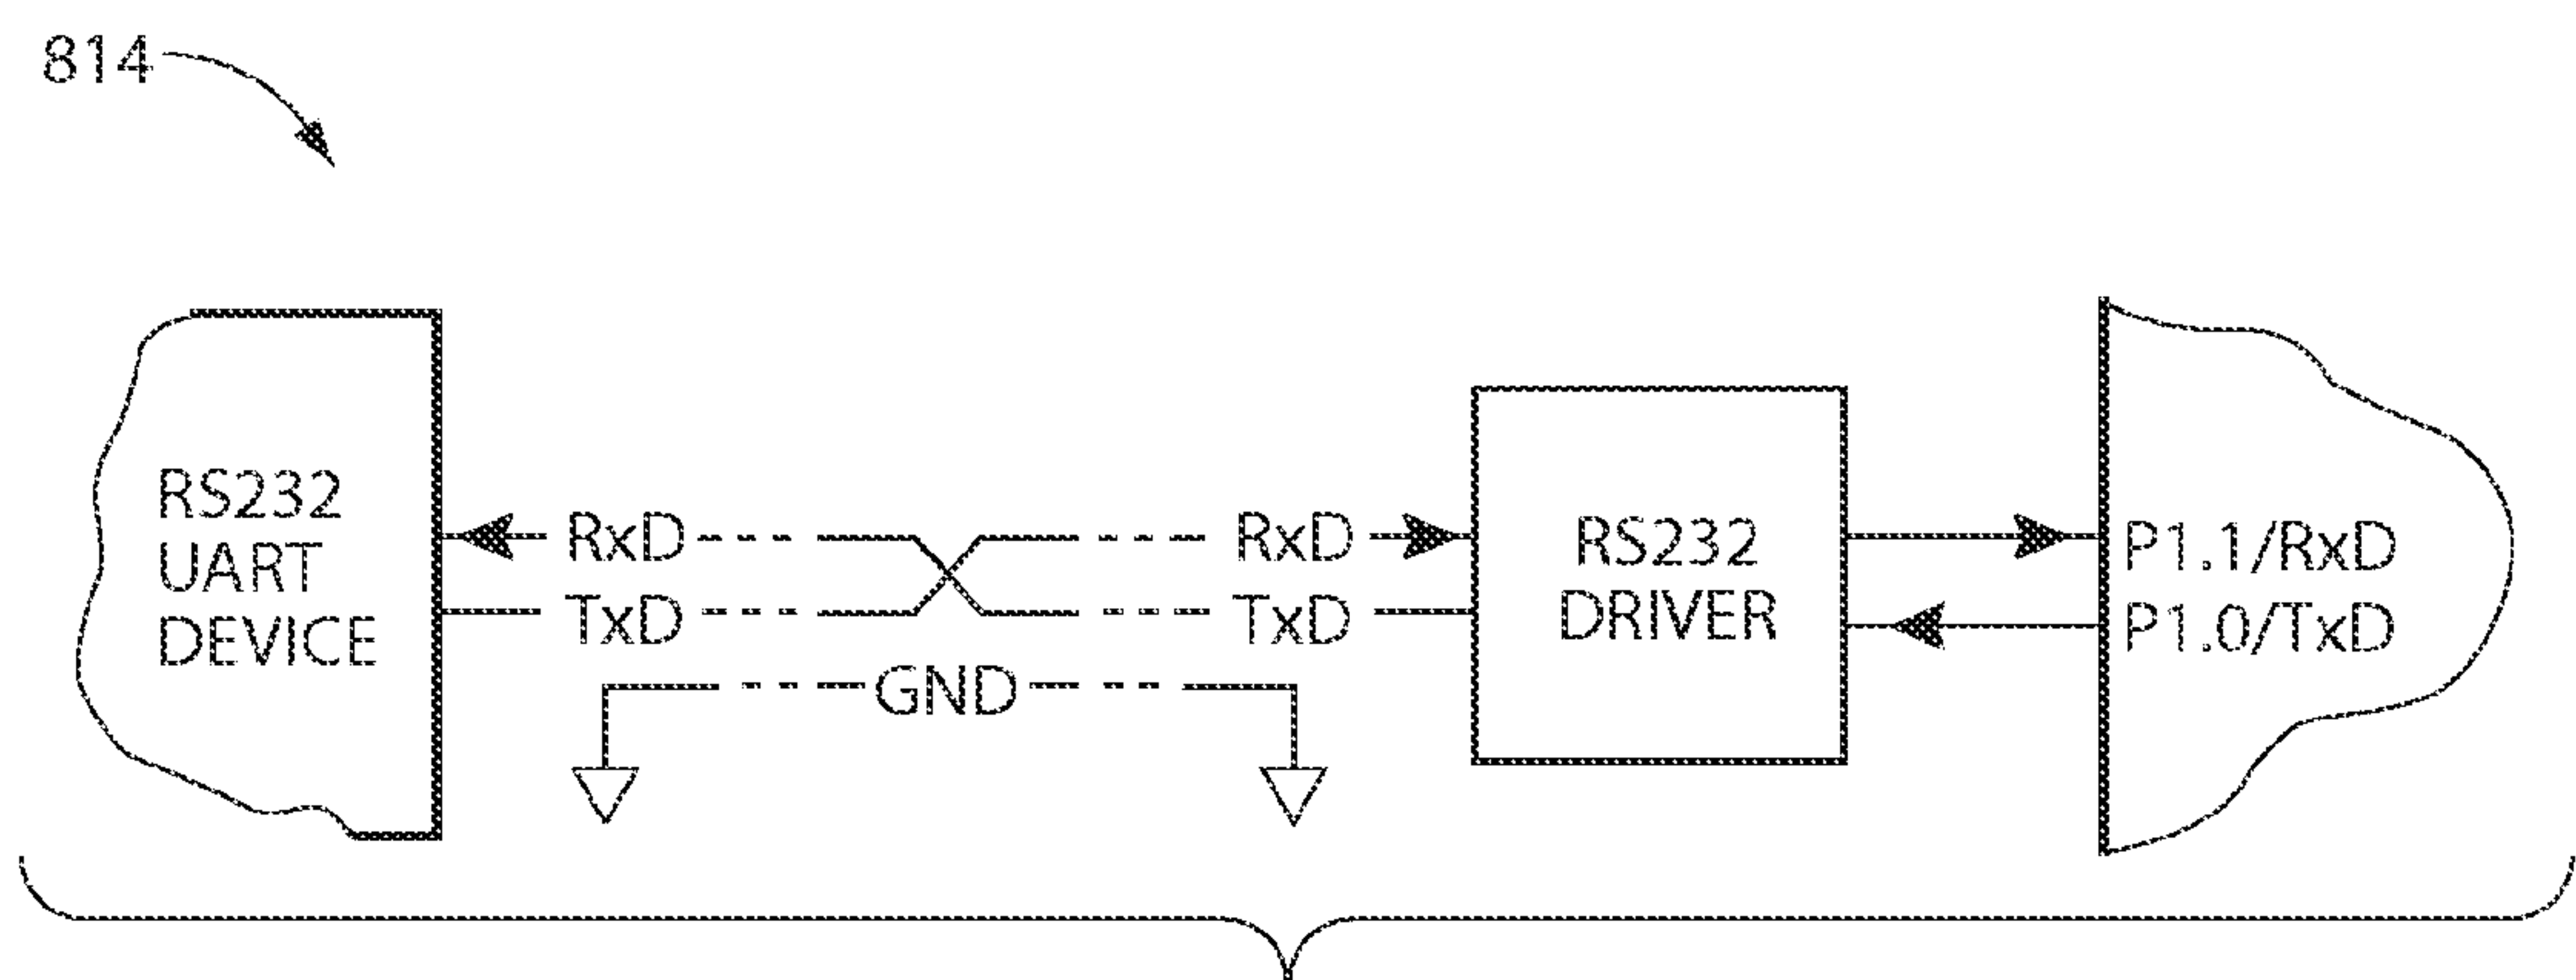 814
RS232
UART
DEVICE
RxD
TxD
GND
RxD
TxD
RS232
DRIVER
P1.1/RxD
P1.0/TxD